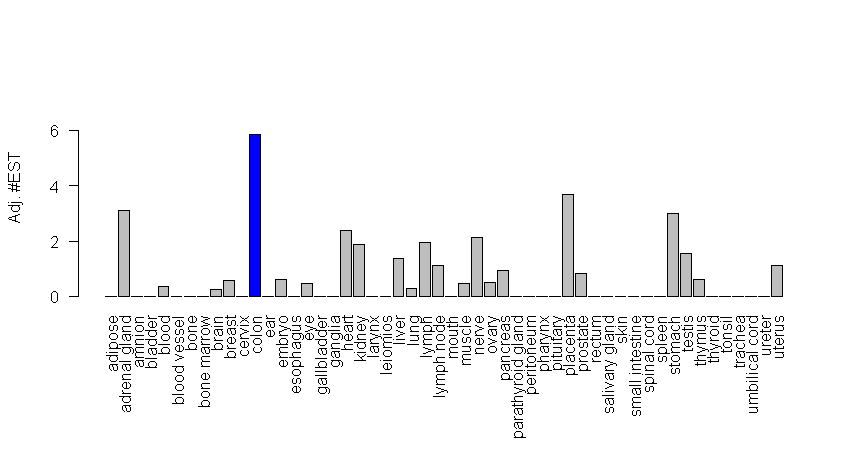 Adj. #EST
6
4
2
0
adipose
adrenal gland
amnion
bladder
blood
blood vessel
bone
bone marrow
brain
breast
cervix
colon
ear
embryo
esophagus
eye
gallbladder
ganglia
heart
kidney
larynx
leiomios
liver
lung
lymph
lymph node
mouth
muscle
nerve
ovary
pancreas
parathyroid gland
peritoneum
pharynx
pituitary
placenta
prostate
rectum
salivary gland
skin
small intestine
spinal cord
spleen
stomach
testis
thymus
thyroid
tonsil
trachea
umbilical cord
ureter
uterus